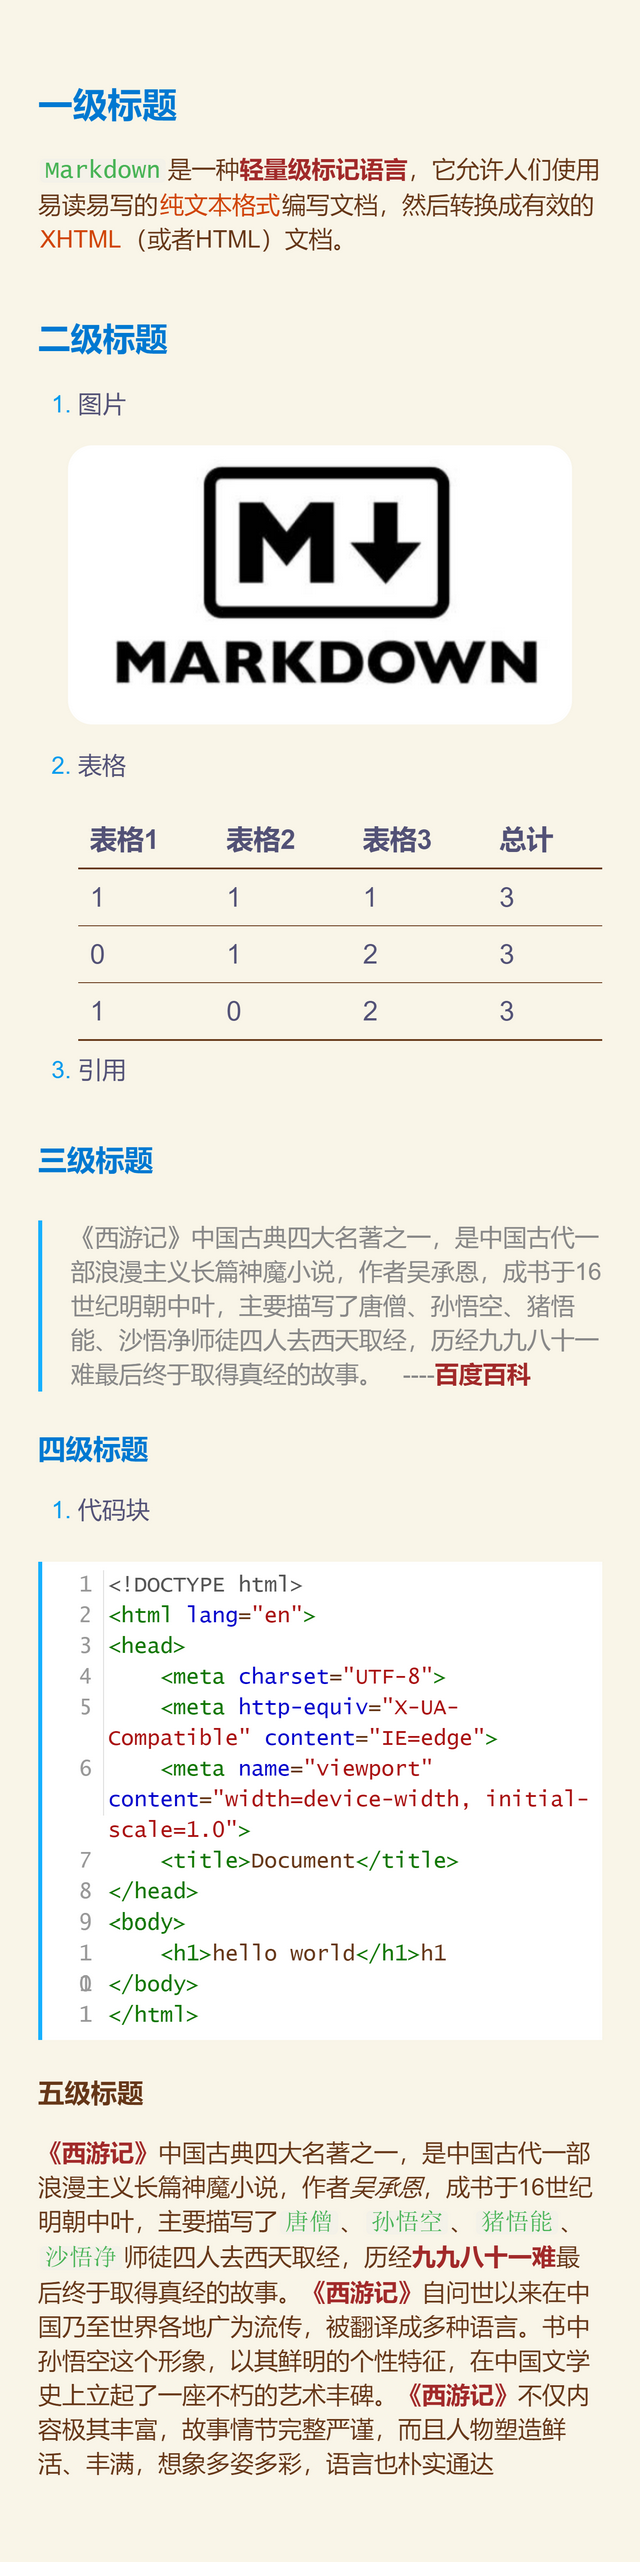 一级标题
Markdown 是一种轻量级标记语言，它允许人们使用
易读易写的纯文本格式编写文档，然后转换成有效的
XHTML（或者HTML）文档。
二级标题
1. 图片
M
MARKDOWN
2. 表格
表格1 表格2 表格3 总计
1 1 1 3
0 1 2 3
1 0 2 3
3. 引用
三级标题
《西游记》中国古典四大名著之一，是中国古代一
部浪漫主义长篇神魔小说，作者吴承恩，成书于16
世纪明朝中叶，主要描写了唐僧、孙悟空、猪悟
能、沙悟净师徒四人去西天取经，历经九九八十一
难最后终于取得真经的故事。 ----百度百科
四级标题
1. 代码块
1 <!DOCTYPE html>
2 <html lang="en">
3 <head>
4 <meta charset="UTF-8">
5 <meta http-equiv="X-UA-
Compatible" content="IE=edge">
6 <meta name="viewport"
content="width=device-width, initial-
scale=1.0">
7 <title>Document</title>
8 </head>
9 <body>
1 <h1>hello world</h1>h1
0 </body>
1 </html>
五级标题
《西游记》中国古典四大名著之一，是中国古代一部
浪漫主义长篇神魔小说，作者吴承恩，成书于16世纪
明朝中叶，主要描写了 唐僧 、 孙悟空 、 猪悟能 、
沙悟净 师徒四人去西天取经，历经九九八十一难最
后终于取得真经的故事。《西游记》自问世以来在中
国乃至世界各地广为流传，被翻译成多种语言。书中
孙悟空这个形象，以其鲜明的个性特征，在中国文学
史上立起了一座不朽的艺术丰碑。《西游记》不仅内
容极其丰富，故事情节完整严谨，而且人物塑造鲜
活、丰满，想象多姿多彩，语言也朴实通达